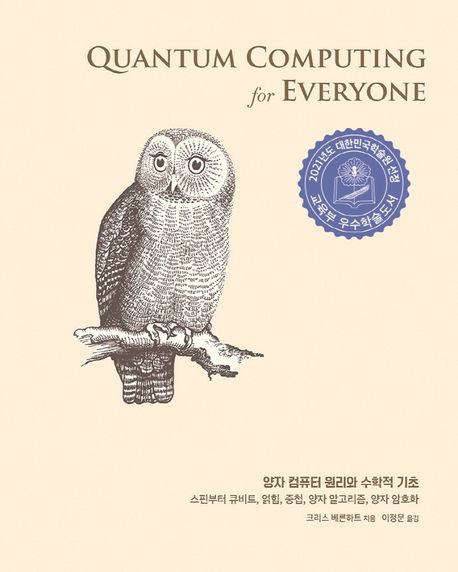 QUANTUM COMPUTING
for EVERYONE
2021년도 대한민국학술원 선정
교육부 우수학술도서
양자 컴퓨터 원리와 수학적 기초
스핀부터 큐비트, 얽힘, 중첩, 양자 알고리즘, 양자 암호화
크리스 베른하트 지음 이정문 옮김